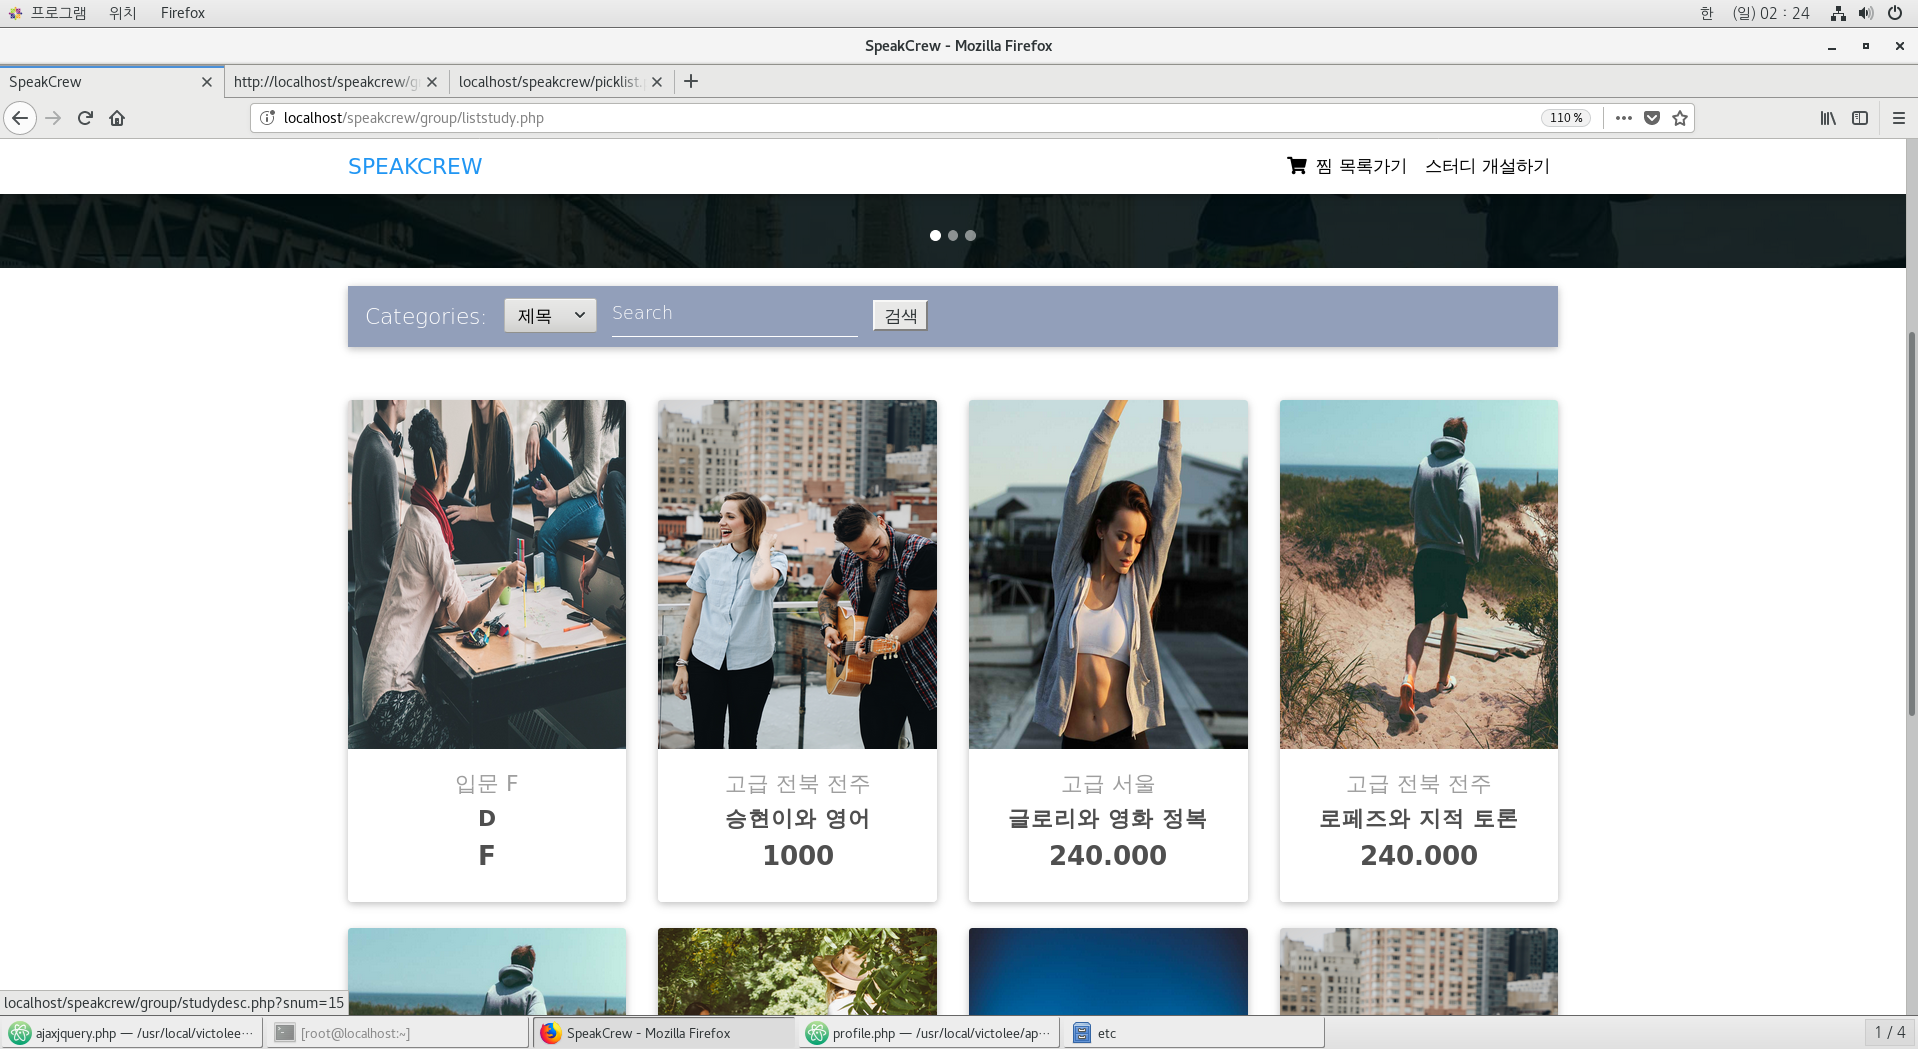 프로그램 위치 Firefox 한 (일) 02 : 24
SpeakCrew - Mozilla Firefox
SpeakCrew http://localhost/speakcrew/g localhost/speakcrew/picklist.
localhost/speakcrew/group/liststudy.php 110 %
SPEAKCREW 찜 목록가기 스터디 개설하기
Categories: 제목 Search 검색
입문 F
D
F
고급 전북 전주
승현이와 영어
1000
고급 서울
글로리와 영화 정복
240.000
고급 전북 전주
로페즈와 지적 토론
240.000
localhost/speakcrew/group/studydesc.php?snum=15
ajaxjquery.php — /usr/local/victolee··· [root@localhost:~] SpeakCrew - Mozilla Firefox profile.php — /usr/local/victolee/ap··· etc 1 / 4